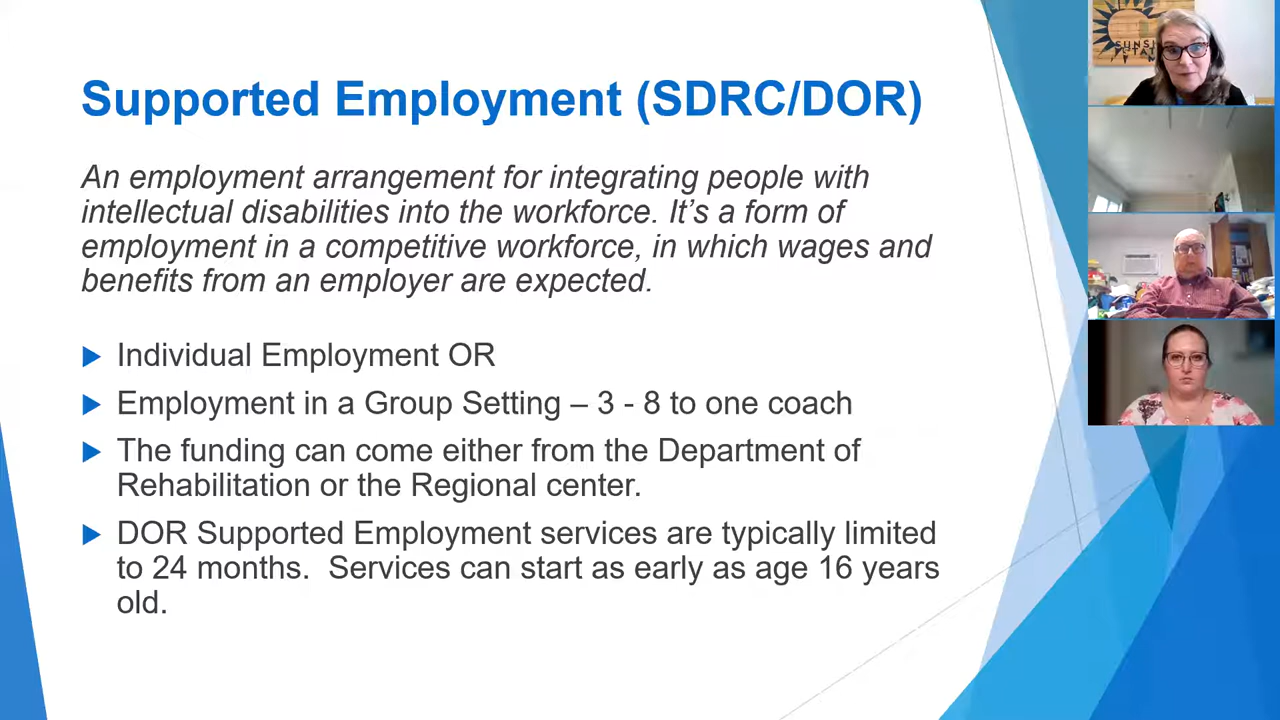 Supported Employment (SDRC/DOR)
An employment arrangement for integrating people with
intellectual disabilities into the workforce. It's a form of
employment in a competitive workforce, in which wages and
benefits from an employer are expected.
Individual Employment OR
Employment in a Group Setting – 3 - 8 to one coach
The funding can come either from the Department of
Rehabilitation or the Regional center.
DOR Supported Employment services are typically limited
to 24 months.  Services can start as early as age 16 years
old.